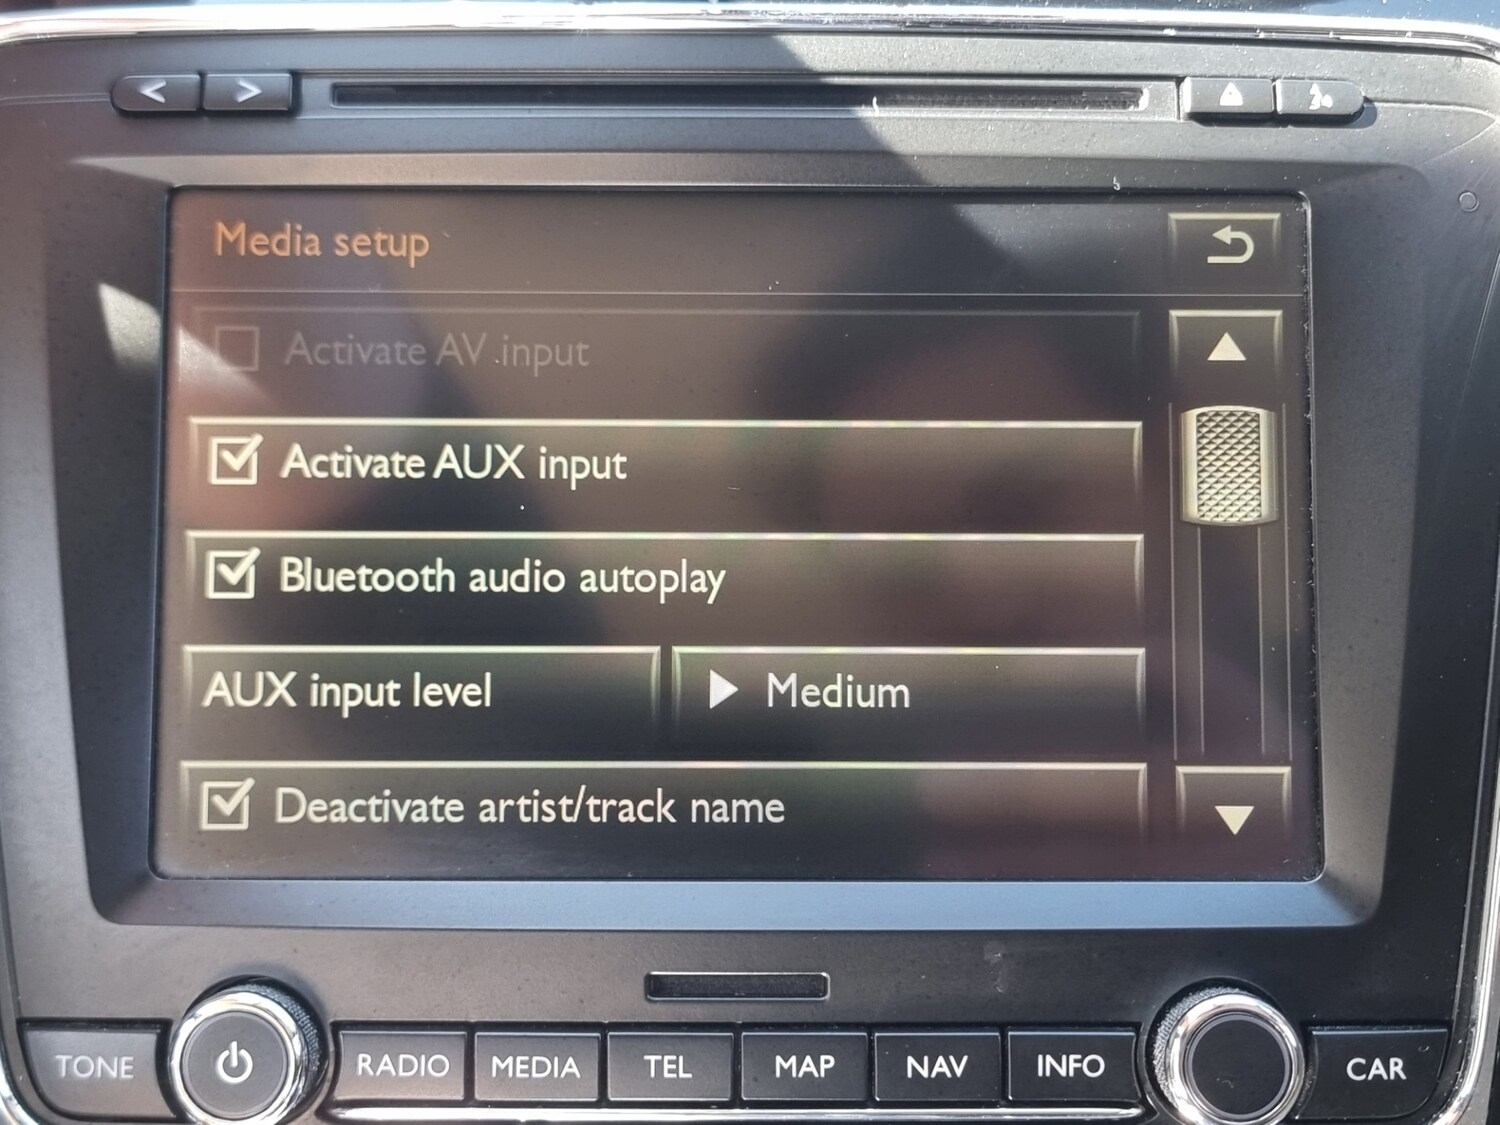 Media setup
Activate AV input
Activate AUX input
Bluetooth audio autoplay
AUX input level
Medium
Deactivate artist/track name
TONE
RADIO
MEDIA
TEL
MAP
NAV
INFO
CAR